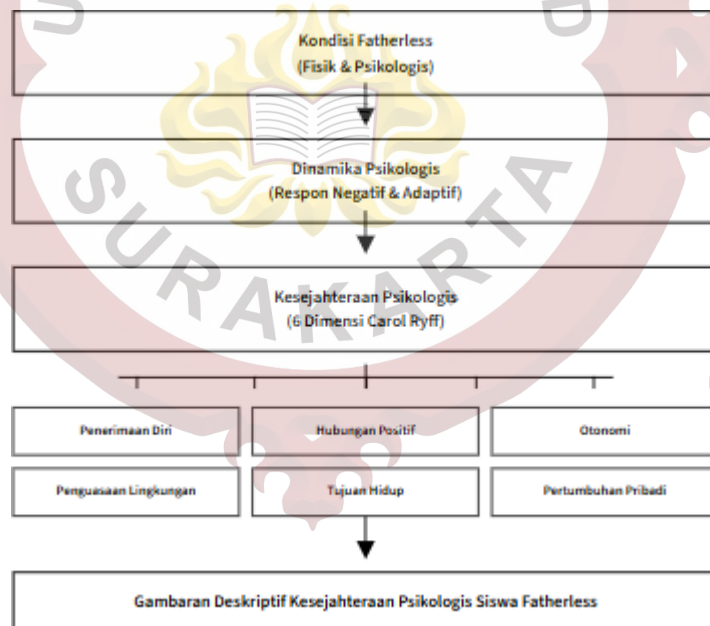 Kondisi Fatherless
(Fisik & Psikologis)
Dinamika Psikologis
(Respon Negatif & Adaptif)
SURAKARTA
Kesejahteraan Psikologis
(6 Dimensi Carol Ryff)
Penerimaan Diri
Hubungan Positif
Otonomi
Penguasaan Lingkungan
Tujuan Hidup
Pertumbuhan Pribadi
Gambaran Deskriptif Kesejahteraan Psikologis Siswa Fatherless